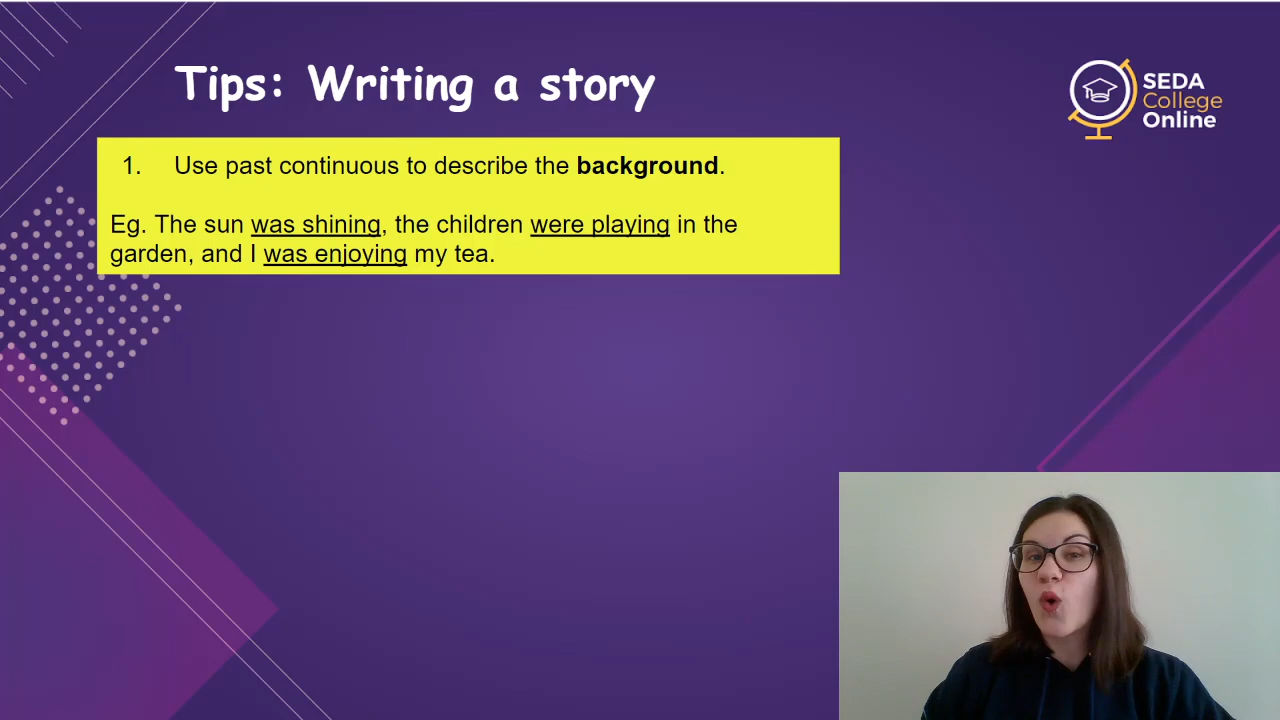 Tips: Writing a story
SEDA
College
Online
1. Use past continuous to describe the background.
Eg. The sun was shining, the children were playing in the
garden, and I was enjoying my tea.